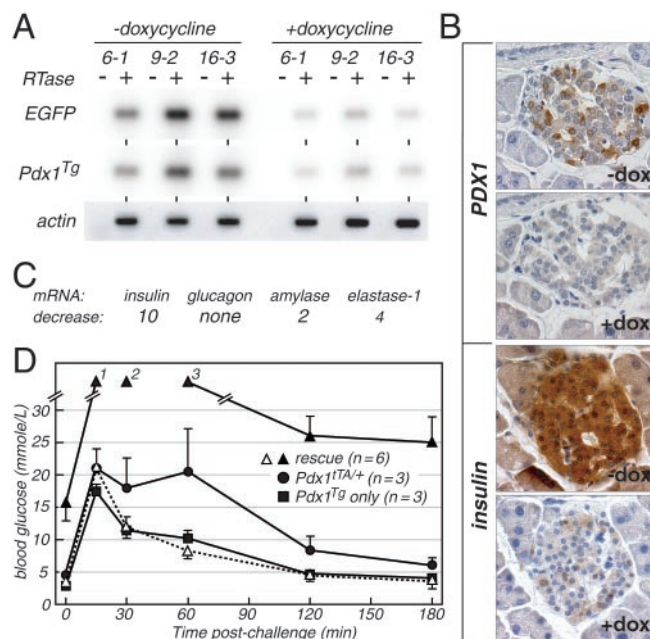 A
-doxycycline +doxycycline
6-1 9-2 16-3 6-1 9-2 16-3
RTase - + - + - + - + - + - +
EGFP
Pdx1Tg
actin
B
PDX1
-dox
+dox
insulin
-dox
+dox
C
mRNA: insulin glucagon amylase elastase-1
decrease: 10 none 2 4
D
blood glucose (mmole/L)
30
25
20
15
10
5
0
1 2 3
△ ▲ rescue (n=6)
● Pdx1tTA/+ (n=3)
■ Pdx1Tg only (n=3)
0 30 60 90 120 150 180
Time post-challenge (min)